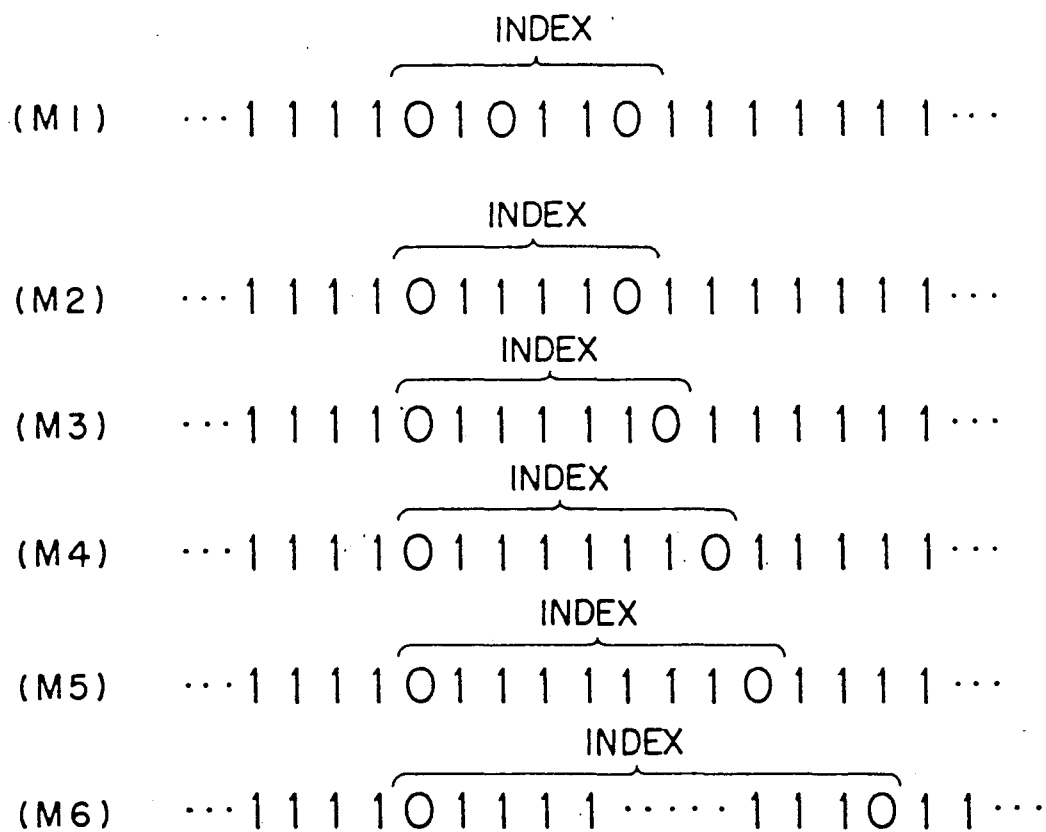 INDEX
(M1) ···1 1 1 1 0 1 0 1 1 0 1 1 1 1 1 1 1···
INDEX
(M2) ···1 1 1 1 0 1 1 1 1 0 1 1 1 1 1 1 1···
INDEX
(M3) ···1 1 1 1 0 1 1 1 1 1 0 1 1 1 1 1 1···
INDEX
(M4) ···1 1 1 1 0 1 1 1 1 1 1 0 1 1 1 1 1···
INDEX
(M5) ···1 1 1 1 0 1 1 1 1 1 1 1 0 1 1 1 1···
INDEX
(M6) ···1 1 1 1 0 1 1 1 1 ····· 1 1 1 0 1 1···